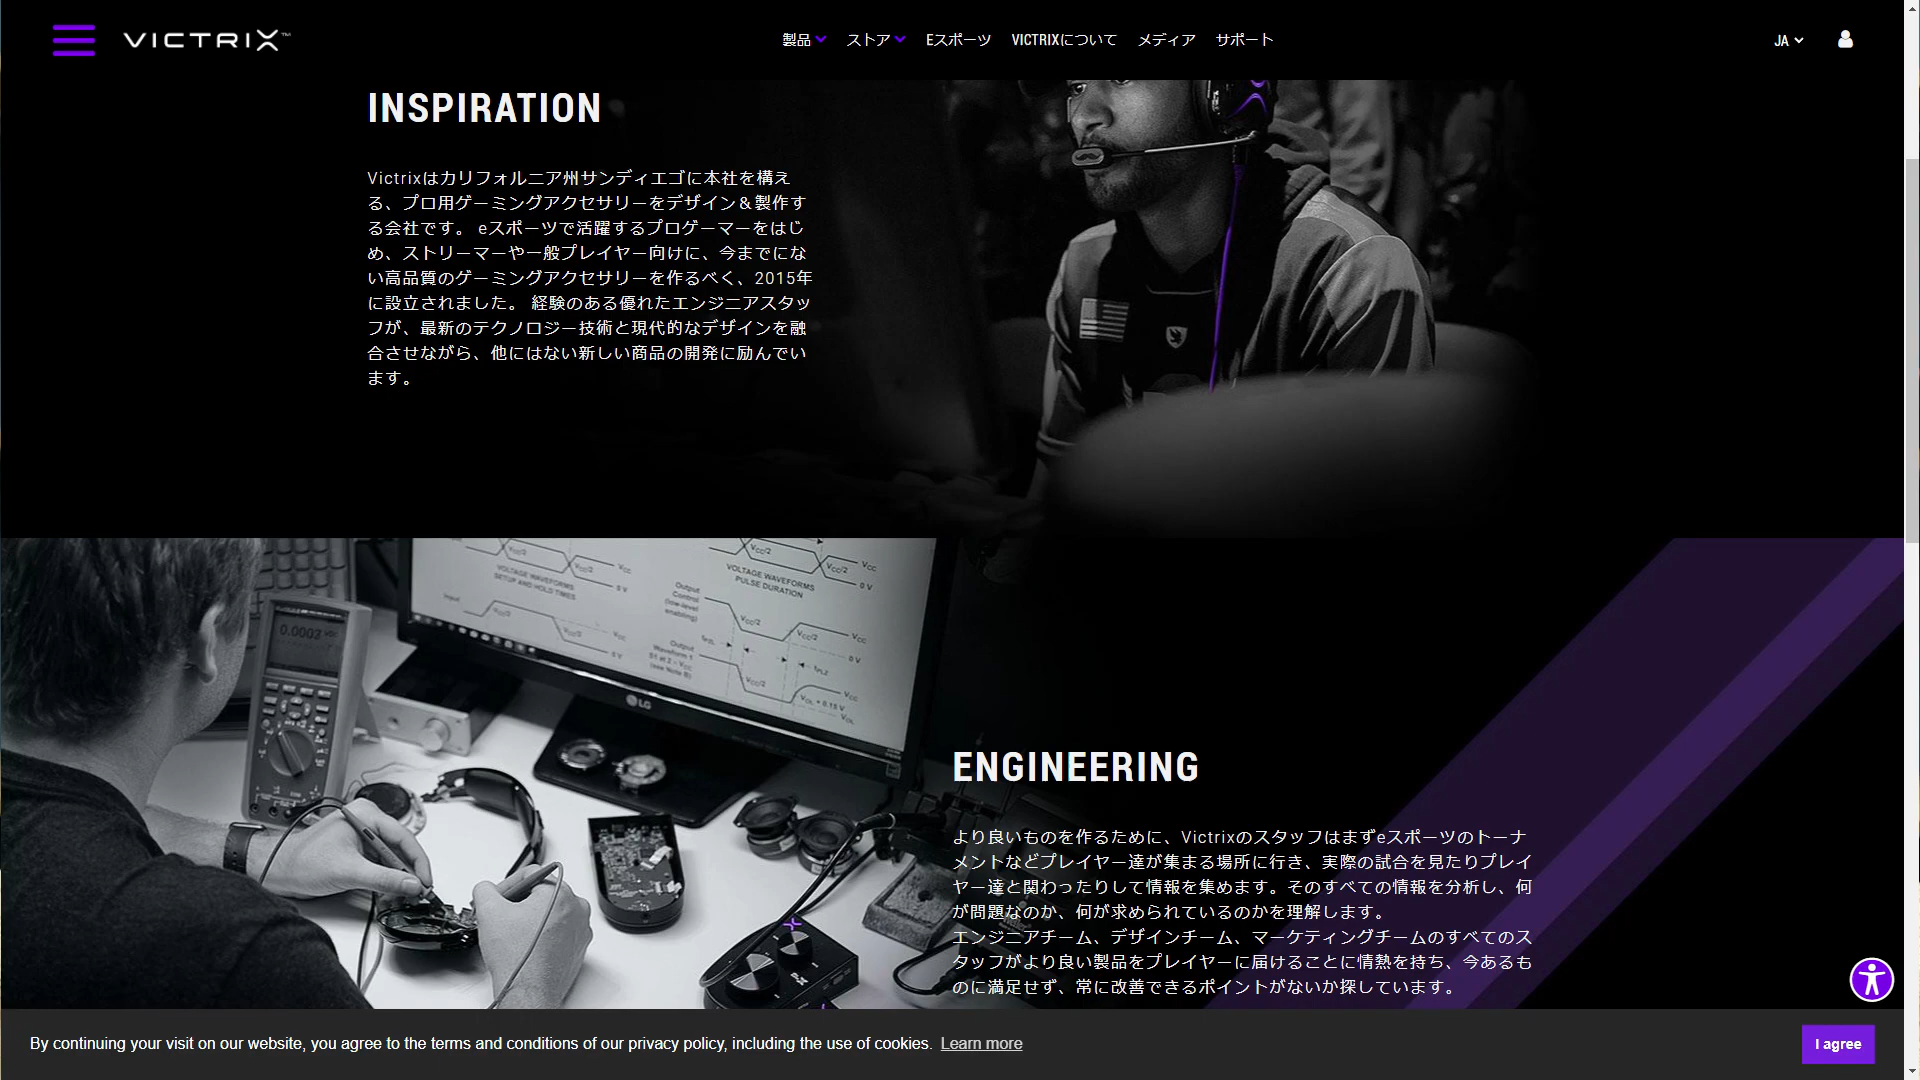 VICTRIX™
製品
ストア
Eスポーツ
VICTRIXについて
メディア
サポート
JA
INSPIRATION
Victrixはカリフォルニア州サンディエゴに本社を構え
る、プロ用ゲーミングアクセサリーをデザイン＆製作す
る会社です。 eスポーツで活躍するプロゲーマーをはじ
め、ストリーマーや一般プレイヤー向けに、今までにな
い高品質のゲーミングアクセサリーを作るべく、2015年
に設立されました。 経験のある優れたエンジニアスタッ
フが、最新のテクノロジー技術と現代的なデザインを融
合させながら、他にはない新しい商品の開発に励んでい
ます。
VOLTAGE WAVEFORMS
SETUP AND HOLD TIMES
VOLTAGE WAVEFORMS
PULSE DURATION
Input
Output
Control
(low-level
enabling)
Output
Waveform 1
0.0003
LG
ENGINEERING
より良いものを作るために、Victrixのスタッフはまずeスポーツのトーナ
メントなどプレイヤー達が集まる場所に行き、実際の試合を見たりプレイ
ヤー達と関わったりして情報を集めます。そのすべての情報を分析し、何
が問題なのか、何が求められているのかを理解します。
エンジニアチーム、デザインチーム、マーケティングチームのすべてのス
タッフがより良い製品をプレイヤーに届けることに情熱を持ち、今あるも
のに満足せず、常に改善できるポイントがないか探しています。
By continuing your visit on our website, you agree to the terms and conditions of our privacy policy, including the use of cookies. Learn more
I agree